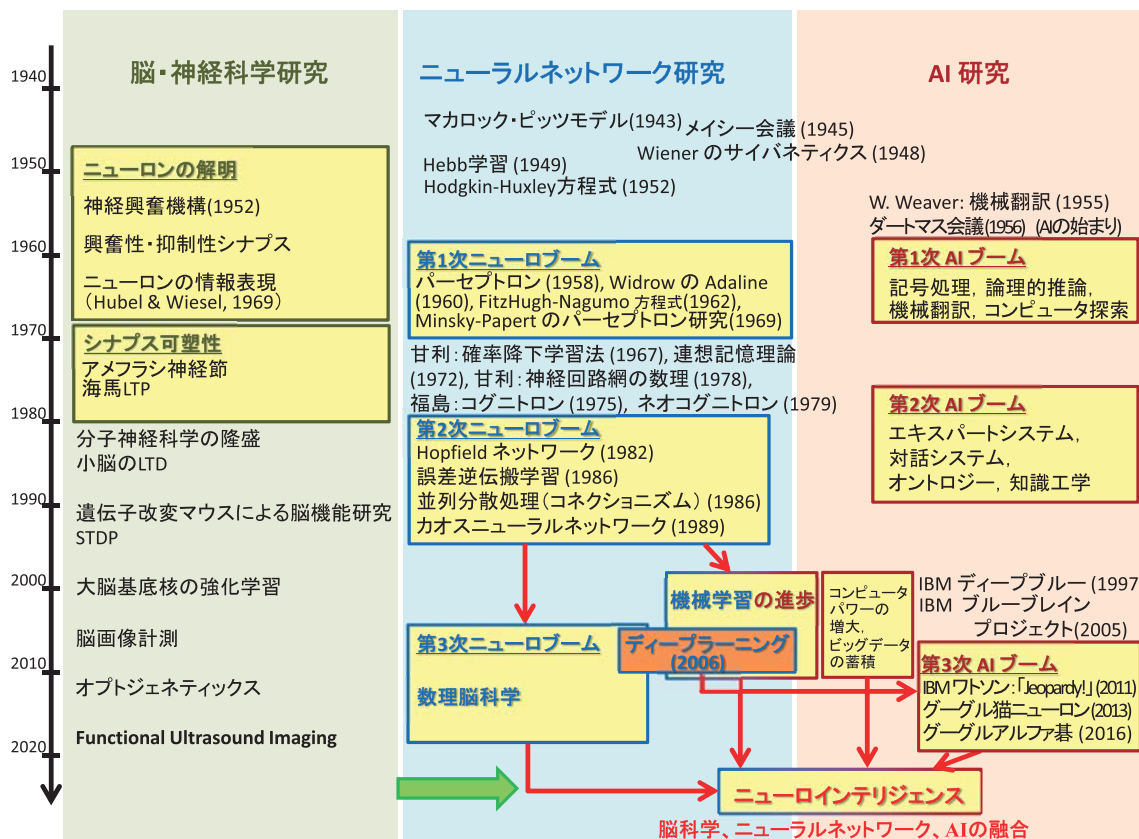 脳・神経科学研究
ニューラルネットワーク研究
AI 研究
1940
1950
1960
1970
1980
1990
2000
2010
2020
ニューロンの解明
神経興奮機構(1952)
興奮性・抑制性シナプス
ニューロンの情報表現
(Hubel & Wiesel, 1969)
シナプス可塑性
アメフラシ神経節
海馬LTP
分子神経科学の隆盛
小脳のLTD
遺伝子改変マウスによる脳機能研究
STDP
大脳基底核の強化学習
脳画像計測
オプトジェネティックス
Functional Ultrasound Imaging
マカロック・ピッツモデル(1943)
メイシー会議 (1945)
Wiener のサイバネティクス (1948)
Hebb学習 (1949)
Hodgkin-Huxley方程式 (1952)
第1次ニューロブーム
パーセプトロン (1958), Widrow の Adaline
(1960), FitzHugh-Nagumo 方程式(1962),
Minsky-Papert のパーセプトロン研究(1969)
甘利：確率降下学習法 (1967), 連想記憶理論
(1972), 甘利：神経回路網の数理 (1978),
福島：コグニトロン (1975), ネオコグニトロン (1979)
第2次ニューロブーム
Hopfield ネットワーク (1982)
誤差逆伝搬学習 (1986)
並列分散処理（コネクショニズム）(1986)
カオスニューラルネットワーク (1989)
機械学習の進歩
第3次ニューロブーム
数理脳科学
ディープラーニング
(2006)
W. Weaver: 機械翻訳 (1955)
ダートマス会議(1956) (AIの始まり)
第1次 AI ブーム
記号処理, 論理的推論,
機械翻訳, コンピュータ探索
第2次 AI ブーム
エキスパートシステム,
対話システム,
オントロジー, 知識工学
コンピュータ
パワーの
増大,
ビッグデータ
の蓄積
IBM ディープブルー (1997
IBM ブルーブレイン
プロジェクト(2005)
第3次 AI ブーム
IBM ワトソン：「Jeopardy!」(2011)
グーグル猫ニューロン(2013)
グーグルアルファ碁 (2016)
ニューロインテリジェンス
脳科学、ニューラルネットワーク、AIの融合